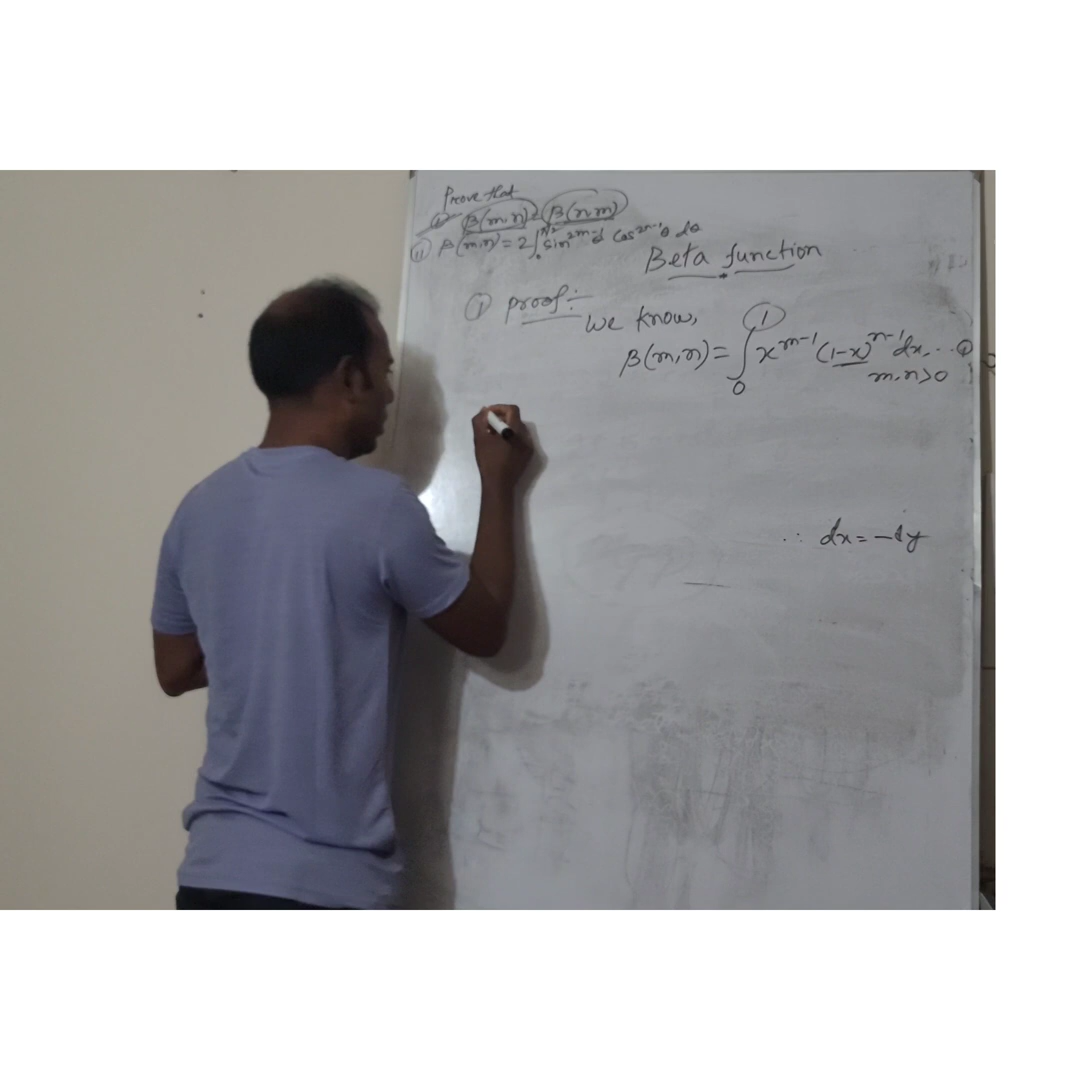 Prove that
(i) β(m,n) = β(n,m)
(ii) β(m,n) = 2∫₀^{π/2} sin^{2m-1}θ cos^{2n-1}θ dθ
Beta function
(i) Proof:-
We know,
β(m,n) = ∫₀^1 x^{m-1} (1-x)^{n-1} dx, ... (i)
m,n>0
∴ dx = -dy